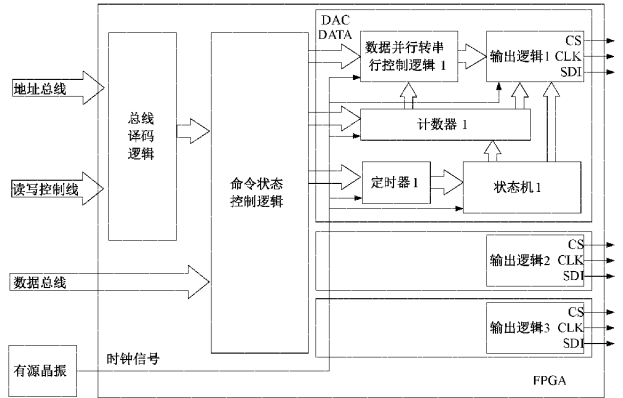 DAC
DATA
数据并行转串
行控制逻辑 1
输出逻辑1
CS
CLK
SDI
地址总线
总线
译码
逻辑
计数器 1
命令状态
控制逻辑
定时器 1
状态机 1
读写控制线
输出逻辑2
CS
CLK
SDI
数据总线
输出逻辑3
CS
CLK
SDI
有源晶振
时钟信号
FPGA